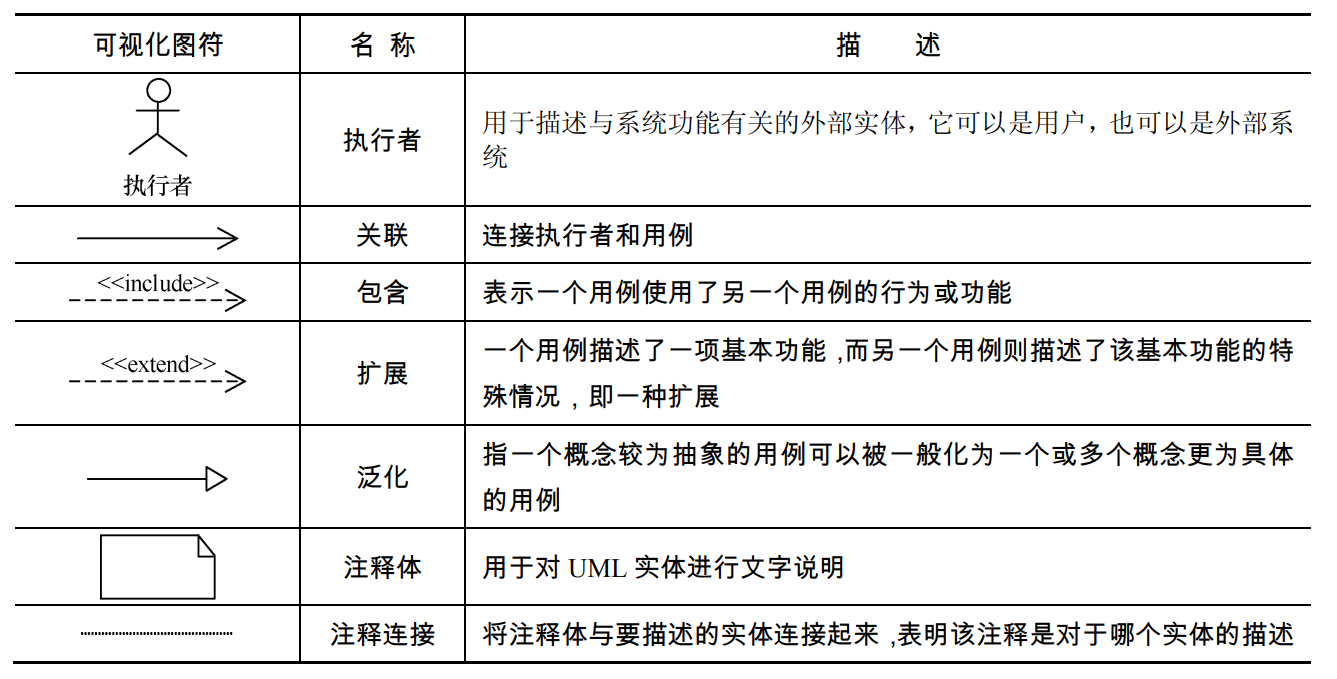 可视化图符 名 称 描 述
执行者
执行者
用于描述与系统功能有关的外部实体，它可以是用户，也可以是外部系
统
关联
连接执行者和用例
<<include>>
包含
表示一个用例使用了另一个用例的行为或功能
<<extend>>
扩展
一个用例描述了一项基本功能，而另一个用例则描述了该基本功能的特
殊情况，即一种扩展
泛化
指一个概念较为抽象的用例可以被一般化为一个或多个概念更为具体
的用例
注释体
用于对 UML 实体进行文字说明
注释连接
将注释体与要描述的实体连接起来，表明该注释是对于哪个实体的描述